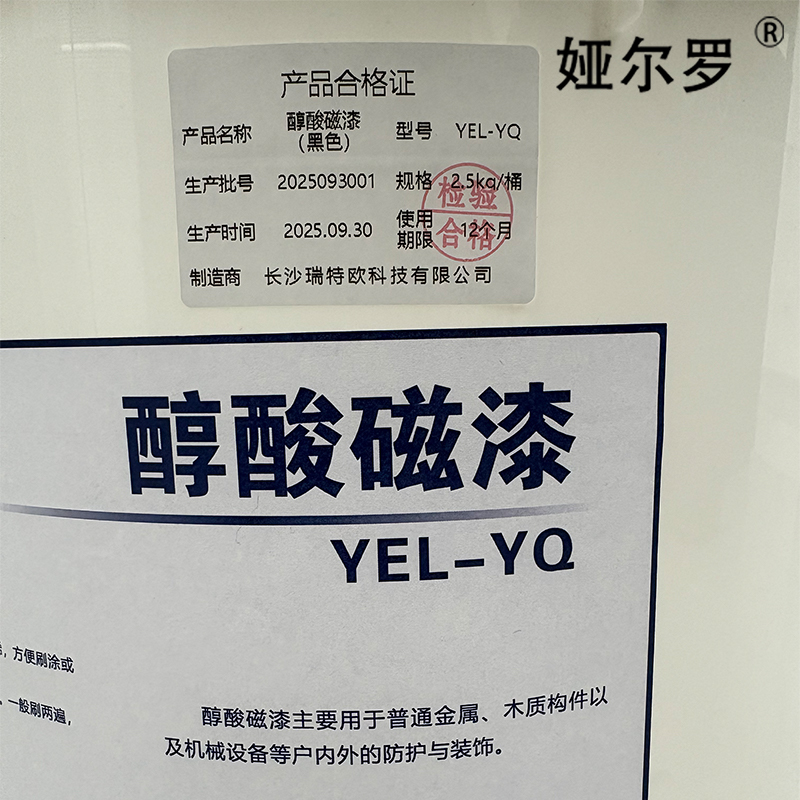 娅尔罗®
产品合格证
产品名称 醇酸磁漆（黑色） 型号 YEL-YQ
生产批号 2025093001 规格 2.5kg/桶
生产时间 2025.09.30 使用期限 12个月
检验
合格
制造商 长沙瑞特欧科技有限公司
醇酸磁漆
YEL-YQ
，方便刷涂或
一般刷两遍，
醇酸磁漆主要用于普通金属、木质构件以
及机械设备等户内外的防护与装饰。